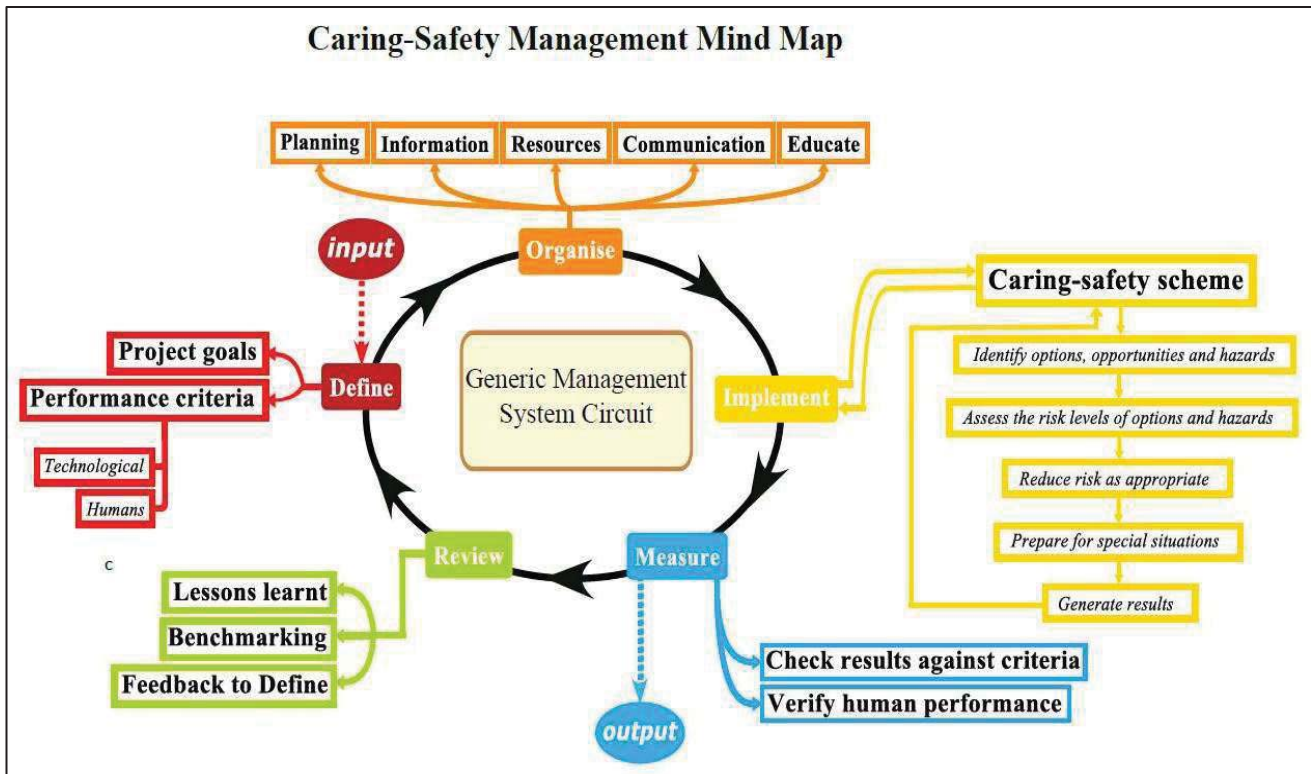 Caring-Safety Management Mind Map
Planning
Information
Resources
Communication
Educate
input
Organise
Caring-safety scheme
Project goals
Performance criteria
Define
Generic Management
System Circuit
Implement
Identify options, opportunities and hazards
Assess the risk levels of options and hazards
Technological
Humans
Reduce risk as appropriate
Prepare for special situations
Generate results
c
Review
Measure
Lessons learnt
Benchmarking
Feedback to Define
Check results against criteria
Verify human performance
output